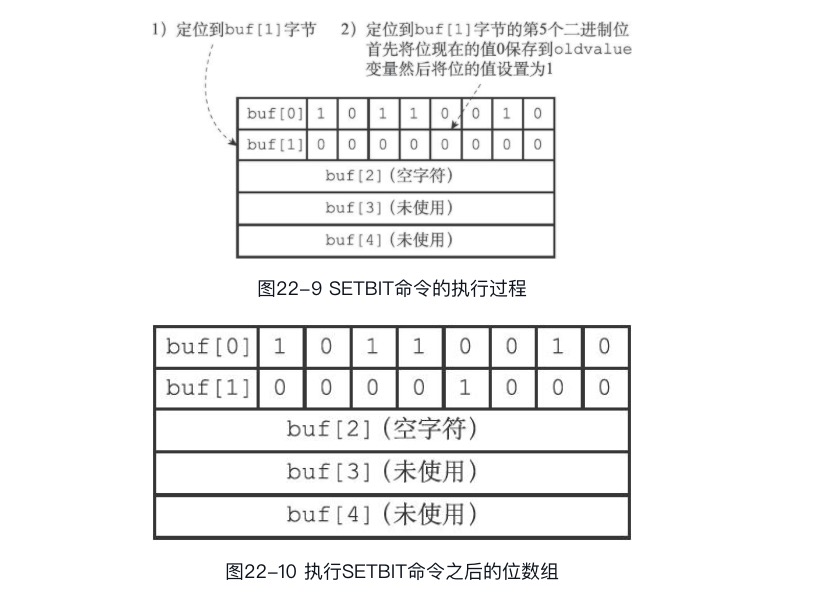 1）定位到buf[1]字节
2）定位到buf[1]字节的第5个二进制位
首先将位现在的值0保存到oldvalue
变量然后将位的值设置为1
buf[0] 1 0 1 1 0 0 1 0
buf[1] 0 0 0 0 0 0 0 0
buf[2]（空字符）
buf[3]（未使用）
buf[4]（未使用）
图22-9 SETBIT命令的执行过程
buf[0] 1 0 1 1 0 0 1 0
buf[1] 0 0 0 0 1 0 0 0
buf[2]（空字符）
buf[3]（未使用）
buf[4]（未使用）
图22-10 执行SETBIT命令之后的位数组